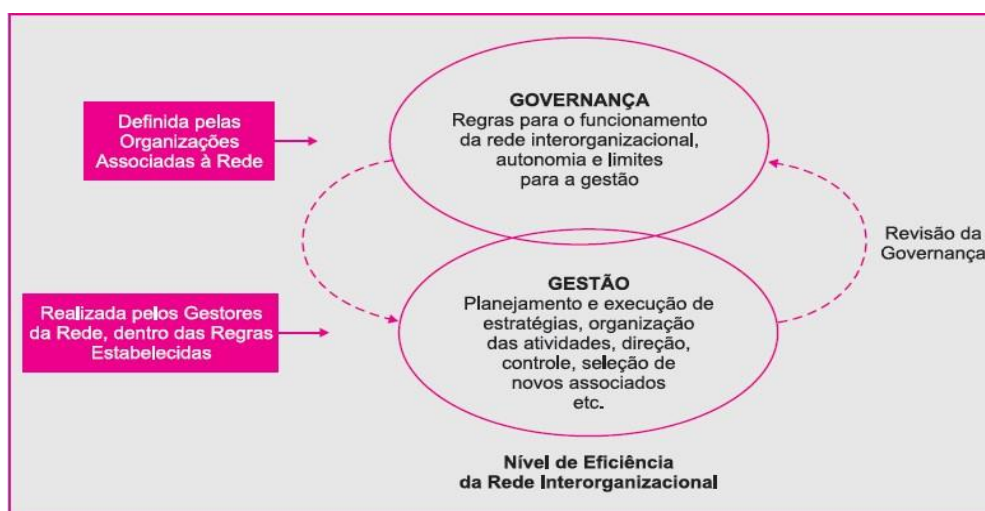 Definida pelas
Organizações
Associadas à Rede
GOVERNANÇA
Regras para o funcionamento
da rede interorganizacional,
autonomia e limites
para a gestão
Revisão da
Governança
Realizada pelos Gestores
da Rede, dentro das Regras
Estabelecidas
GESTÃO
Planejamento e execução de
estratégias, organização
das atividades, direção,
controle, seleção de
novos associados
etc.
Nível de Eficiência
da Rede Interorganizacional